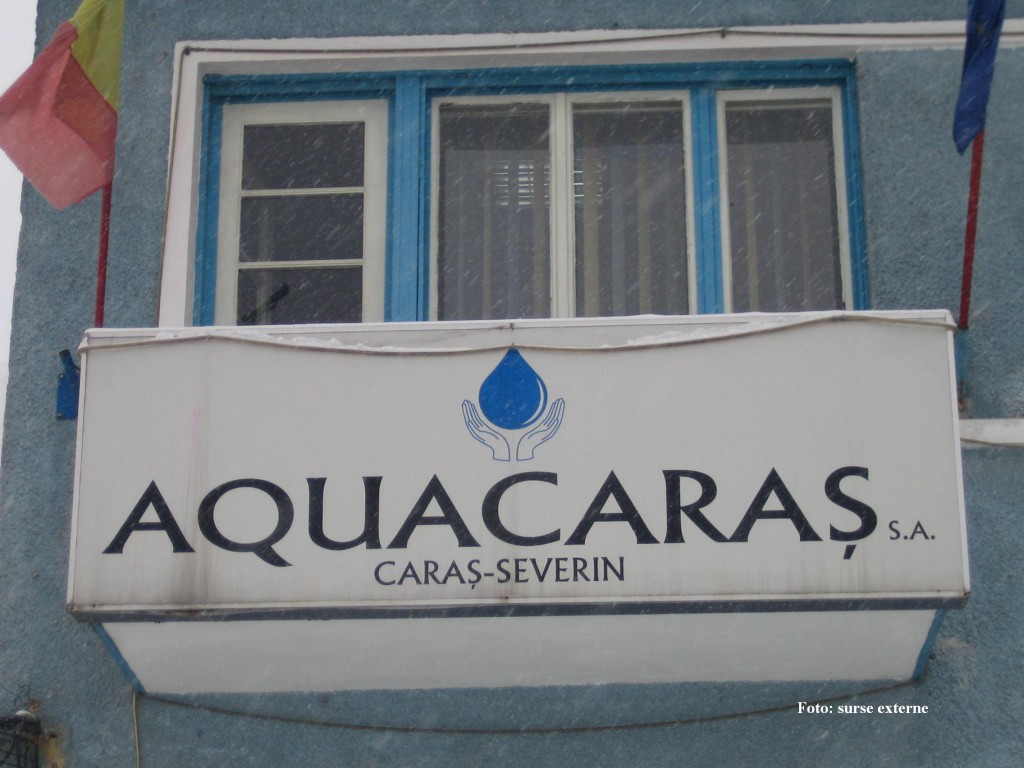 AQUACARAȘ S.A.
CARAȘ-SEVERIN
Foto: surse externe